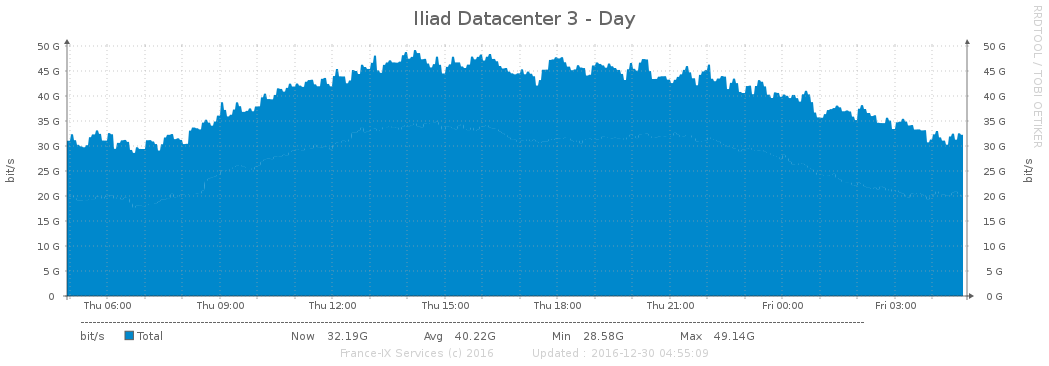 Iliad Datacenter 3 - Day
RRDTOOL / TOBI OETIKER
50 G 50 G
45 G 45 G
40 G 40 G
35 G 35 G
30 G 30 G
25 G 25 G
20 G 20 G
15 G 15 G
10 G 10 G
5 G 5 G
0 0 G
bit/s bit/s
Thu 06:00 Thu 09:00 Thu 12:00 Thu 15:00 Thu 18:00 Thu 21:00 Fri 00:00 Fri 03:00
bit/s Total Now 32.19G Avg 40.22G Min 28.58G Max 49.14G
France-IX Services (c) 2016 Updated : 2016-12-30 04:55:09